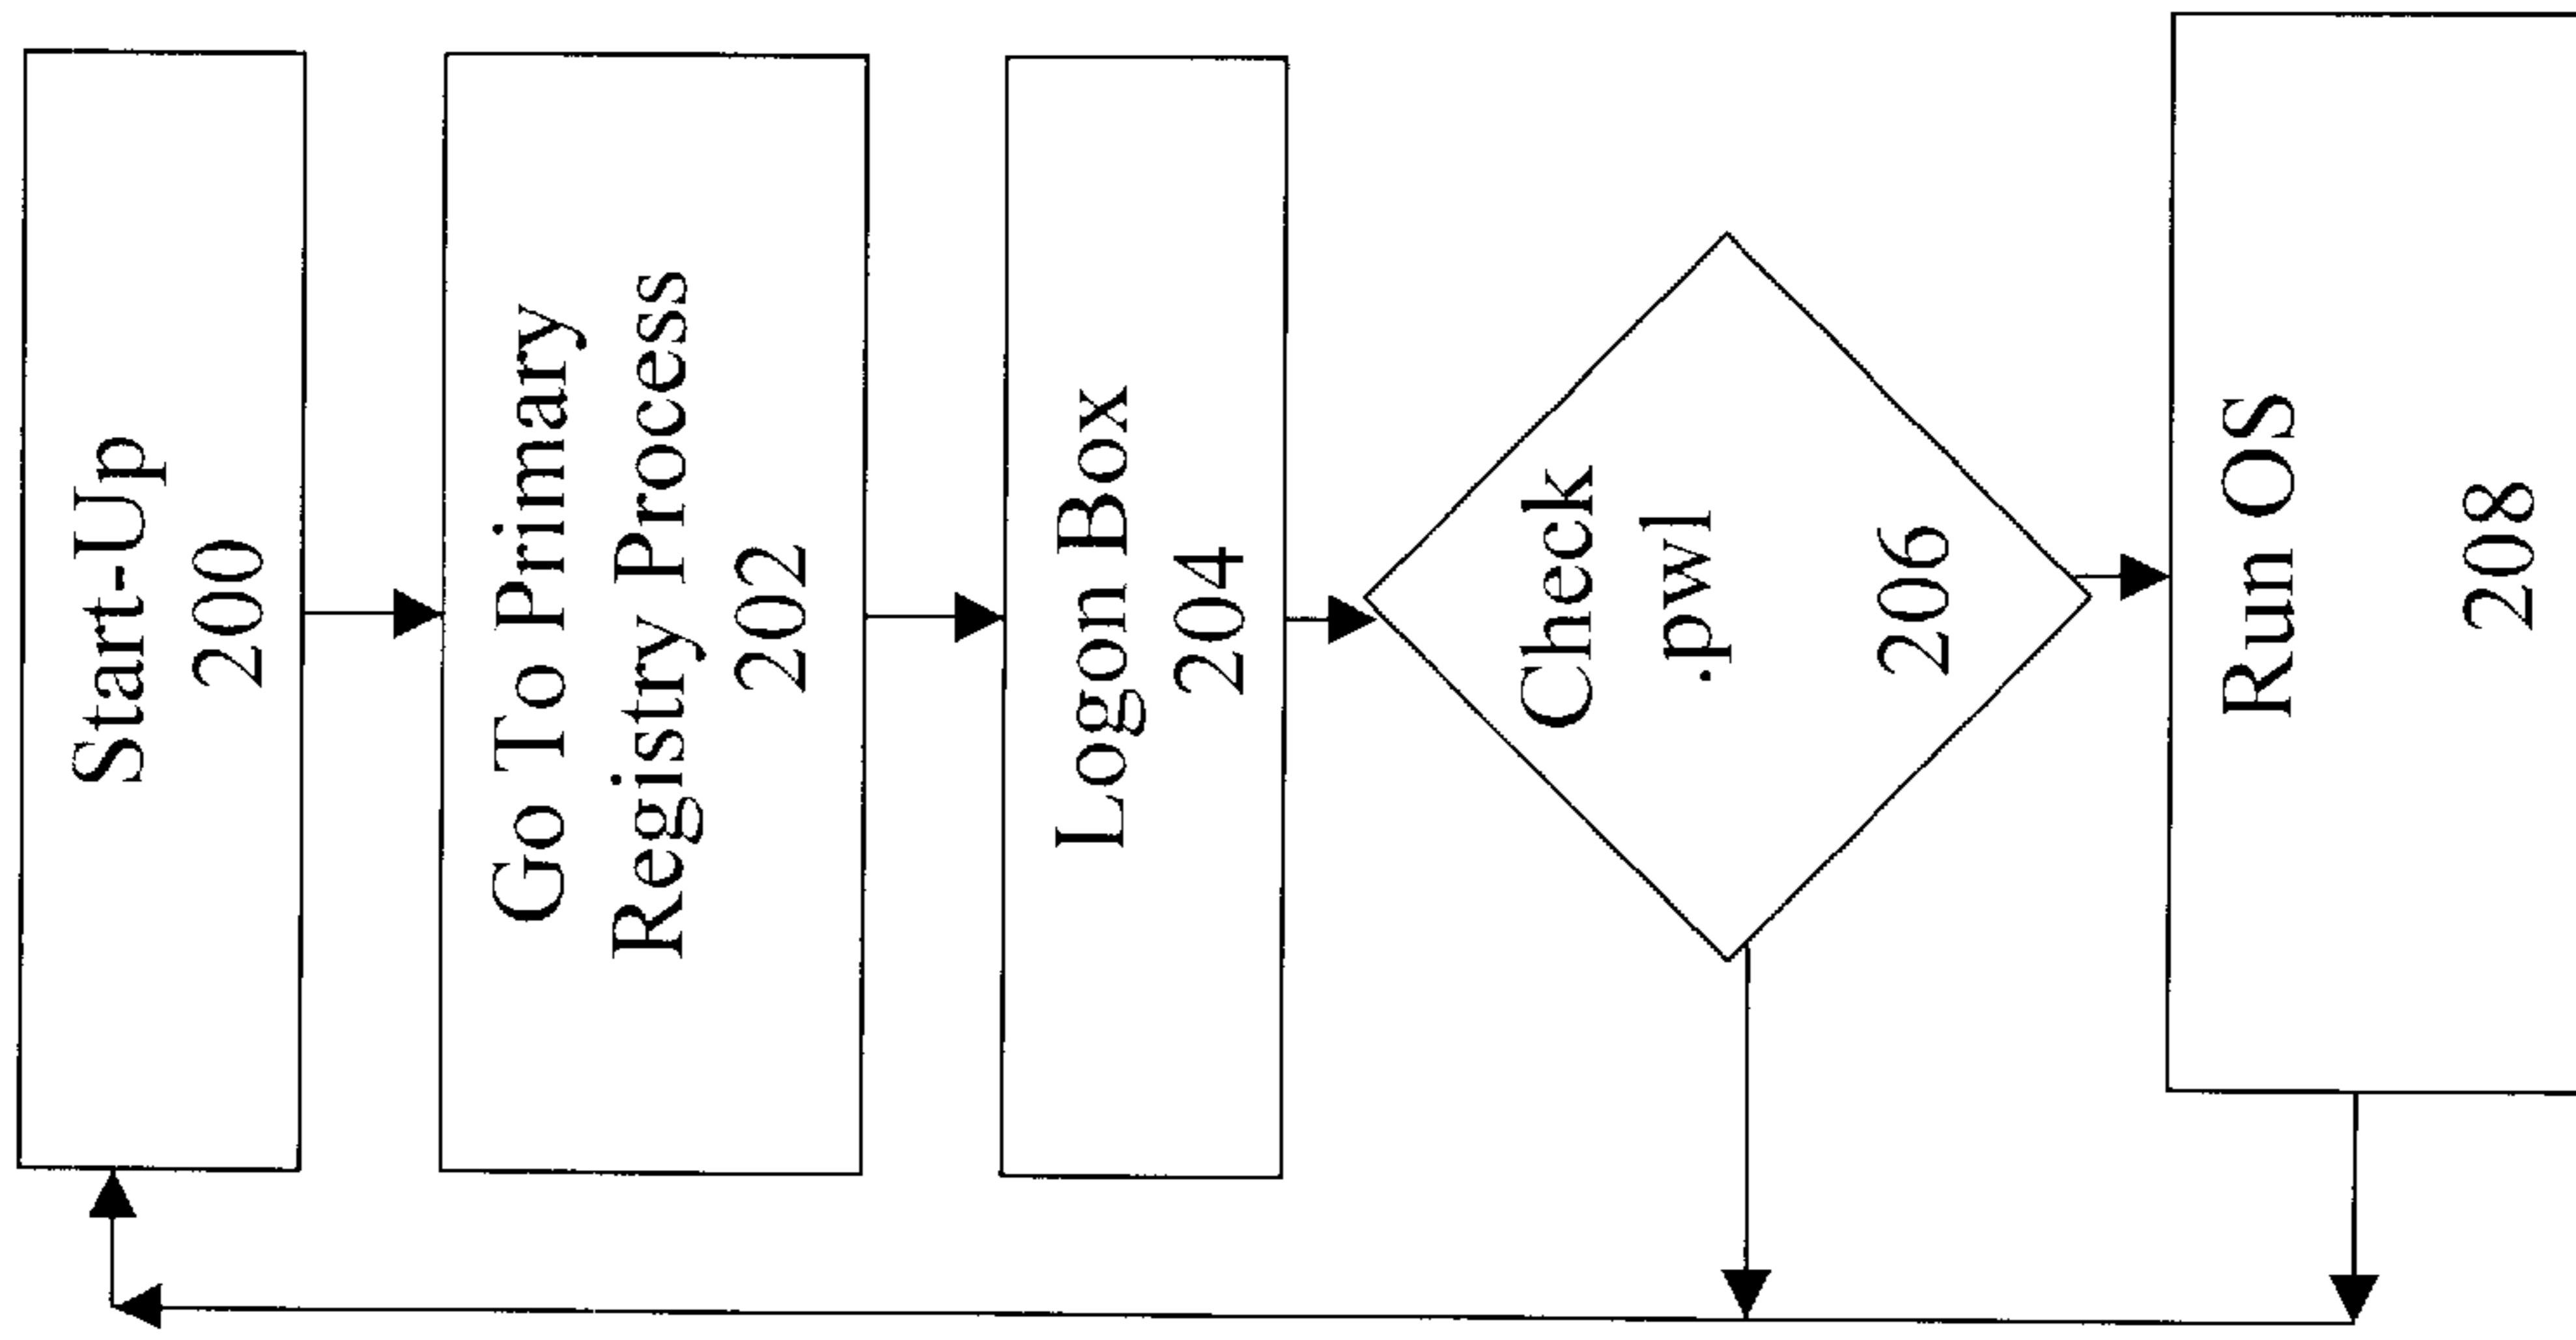 Start-Up
200
Go To Primary
Registry Process
202
Logon Box
204
Check
.pwl
206
Run OS
208